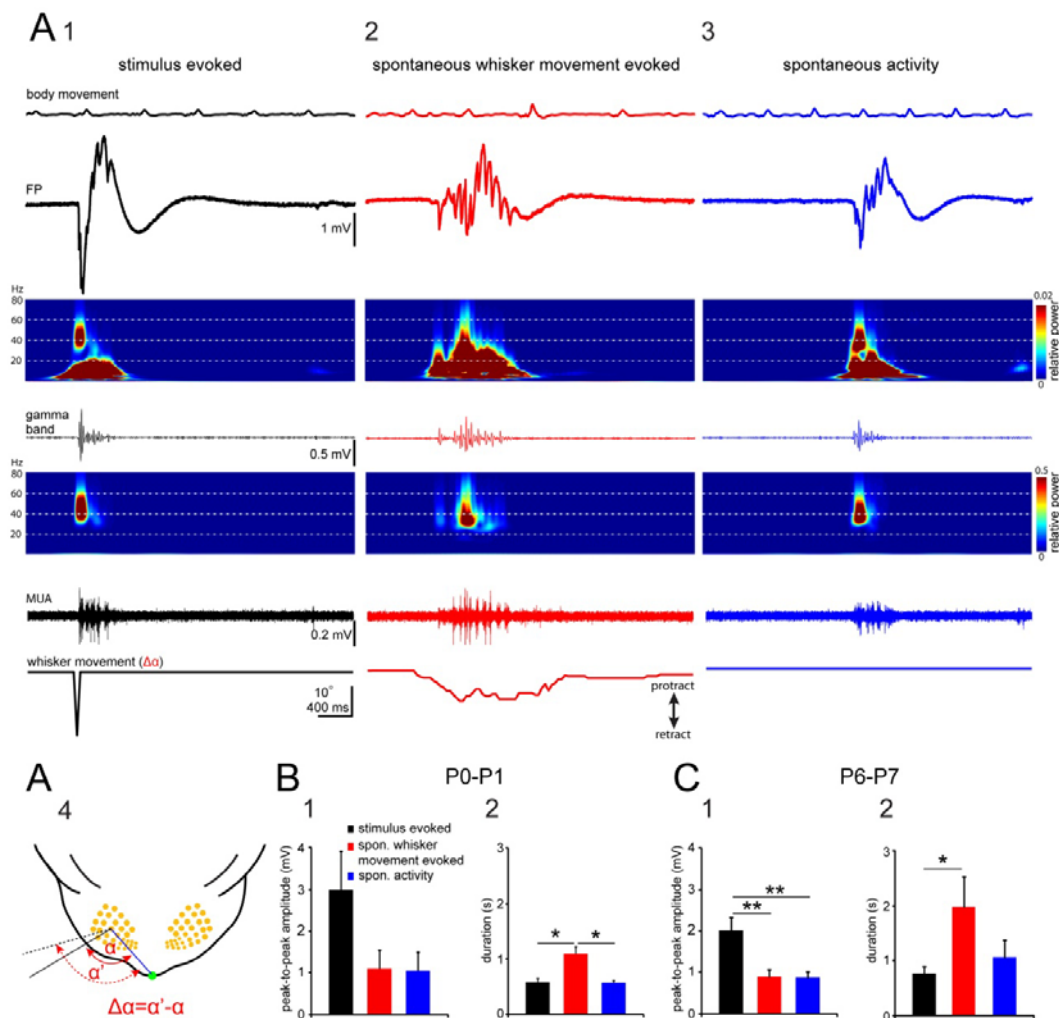 A 1 2 3
stimulus evoked spontaneous whisker movement evoked spontaneous activity
body movement
FP
1 mV
Hz
80
60
40
20
0.02
0
relative power
gamma
band
0.5 mV
Hz
80
60
40
20
0.5
0
relative power
MUA
0.2 mV
whisker movement (Δα)
10°
400 ms
protract
retract
A
4
α
α'
Δα=α'-α
B P0-P1
1 2
stimulus evoked
spon. whisker
movement evoked
spon. activity
peak-to-peak amplitude (mV)
4
3
2
1
0
duration (s)
3
2
1
0
* *
C P6-P7
1 2
peak-to-peak amplitude (mV)
4
3
2
1
0
**
**
duration (s)
3
2
1
0
*